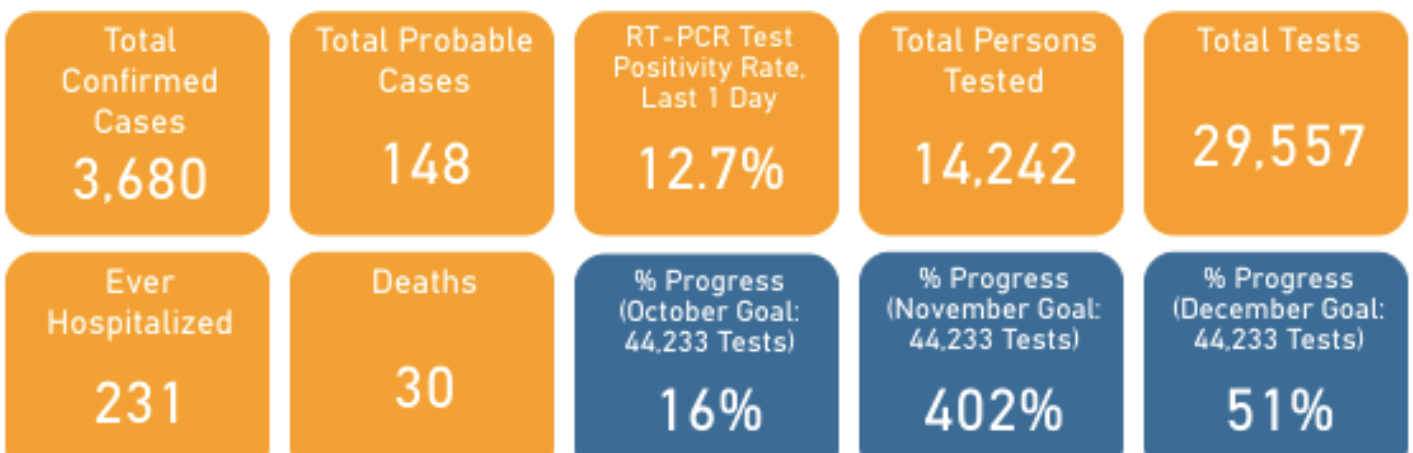 Total
Confirmed
Cases
3,680
Total Probable
Cases
148
RT-PCR Test
Positivity Rate,
Last 1 Day
12.7%
Total Persons
Tested
14,242
Total Tests
29,557
Ever
Hospitalized
231
Deaths
30
% Progress
(October Goal:
44,233 Tests)
16%
% Progress
(November Goal:
44,233 Tests)
402%
% Progress
(December Goal:
44,233 Tests)
51%